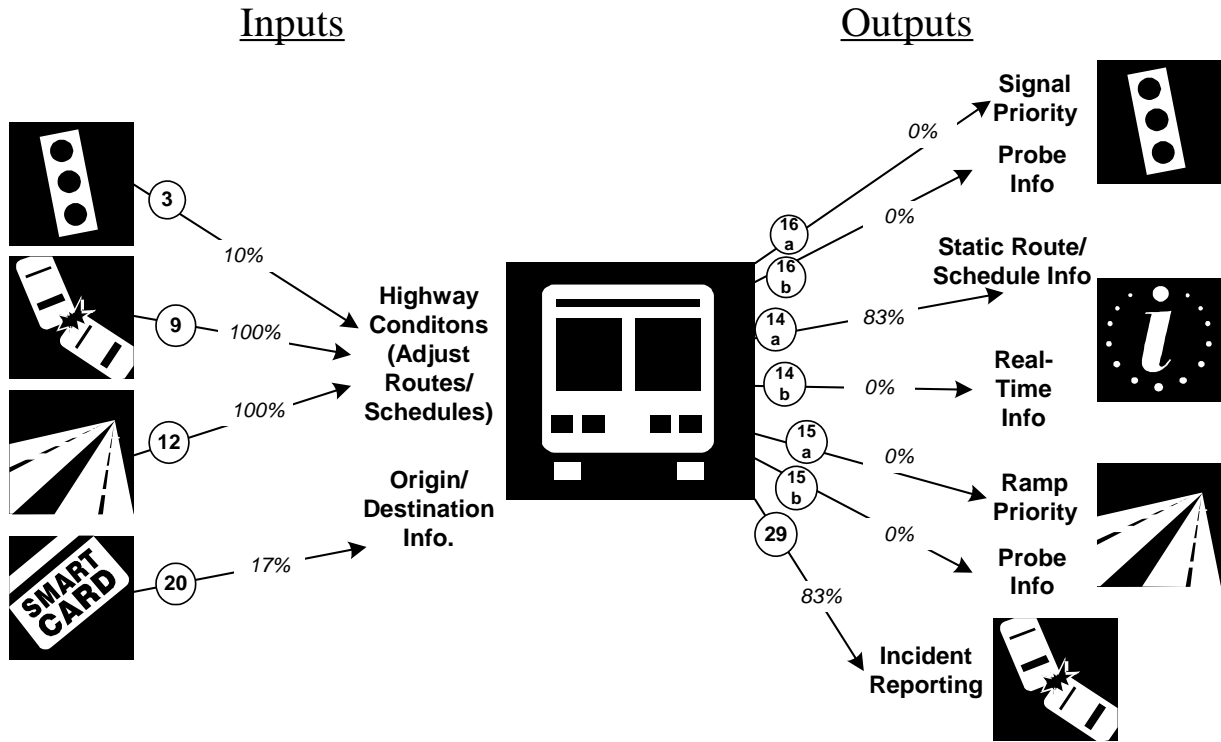 Inputs
Outputs
3
10%
9
100%
12
100%
SMART
CARD
20
17%
Highway
Conditons
(Adjust
Routes/
Schedules)
Origin/
Destination
Info.
16
a
0%
Signal
Priority
16
b
0%
Probe
Info
14
a
83%
Static Route/
Schedule Info
i
14
b
0%
Real-
Time
Info
15
a
0%
Ramp
Priority
15
b
0%
Probe
Info
29
83%
Incident
Reporting